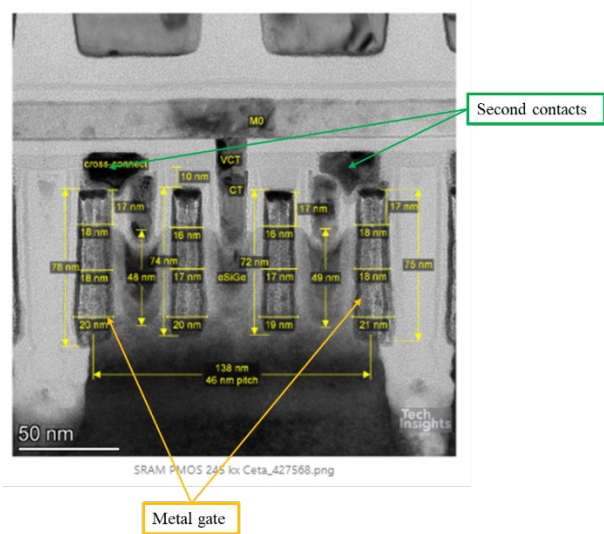 Second contacts
M0
cross-connect
VCT
10 nm
CT
17 nm
17 nm
17 nm
18 nm
16 nm
16 nm
18 nm
78 nm
74 nm
72 nm
75 nm
18 nm
48 nm
17 nm
eSiGe
17 nm
49 nm
18 nm
20 nm
20 nm
19 nm
21 nm
138 nm
46 nm pitch
50 nm
Tech
Insights
SRAM PMOS 245 kx Ceta_427568.png
Metal gate